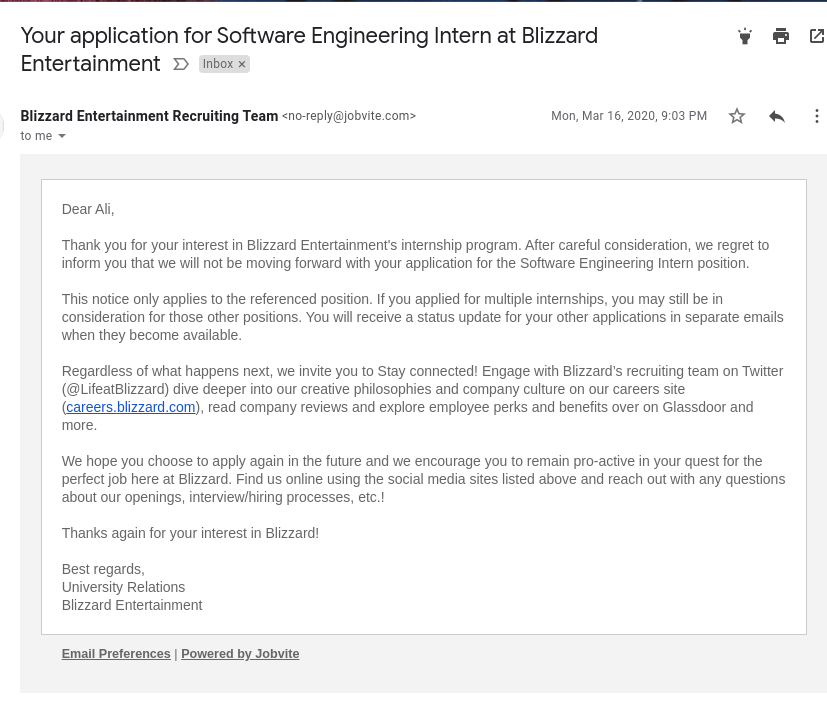 Your application for Software Engineering Intern at Blizzard
Entertainment Inbox ×
Blizzard Entertainment Recruiting Team <no-reply@jobvite.com> Mon, Mar 16, 2020, 9:03 PM
to me
Dear Ali,
Thank you for your interest in Blizzard Entertainment's internship program. After careful consideration, we regret to
inform you that we will not be moving forward with your application for the Software Engineering Intern position.
This notice only applies to the referenced position. If you applied for multiple internships, you may still be in
consideration for those other positions. You will receive a status update for your other applications in separate emails
when they become available.
Regardless of what happens next, we invite you to Stay connected! Engage with Blizzard's recruiting team on Twitter
(@LifeatBlizzard) dive deeper into our creative philosophies and company culture on our careers site
(careers.blizzard.com), read company reviews and explore employee perks and benefits over on Glassdoor and
more.
We hope you choose to apply again in the future and we encourage you to remain pro-active in your quest for the
perfect job here at Blizzard. Find us online using the social media sites listed above and reach out with any questions
about our openings, interview/hiring processes, etc.!
Thanks again for your interest in Blizzard!
Best regards,
University Relations
Blizzard Entertainment
Email Preferences | Powered by Jobvite